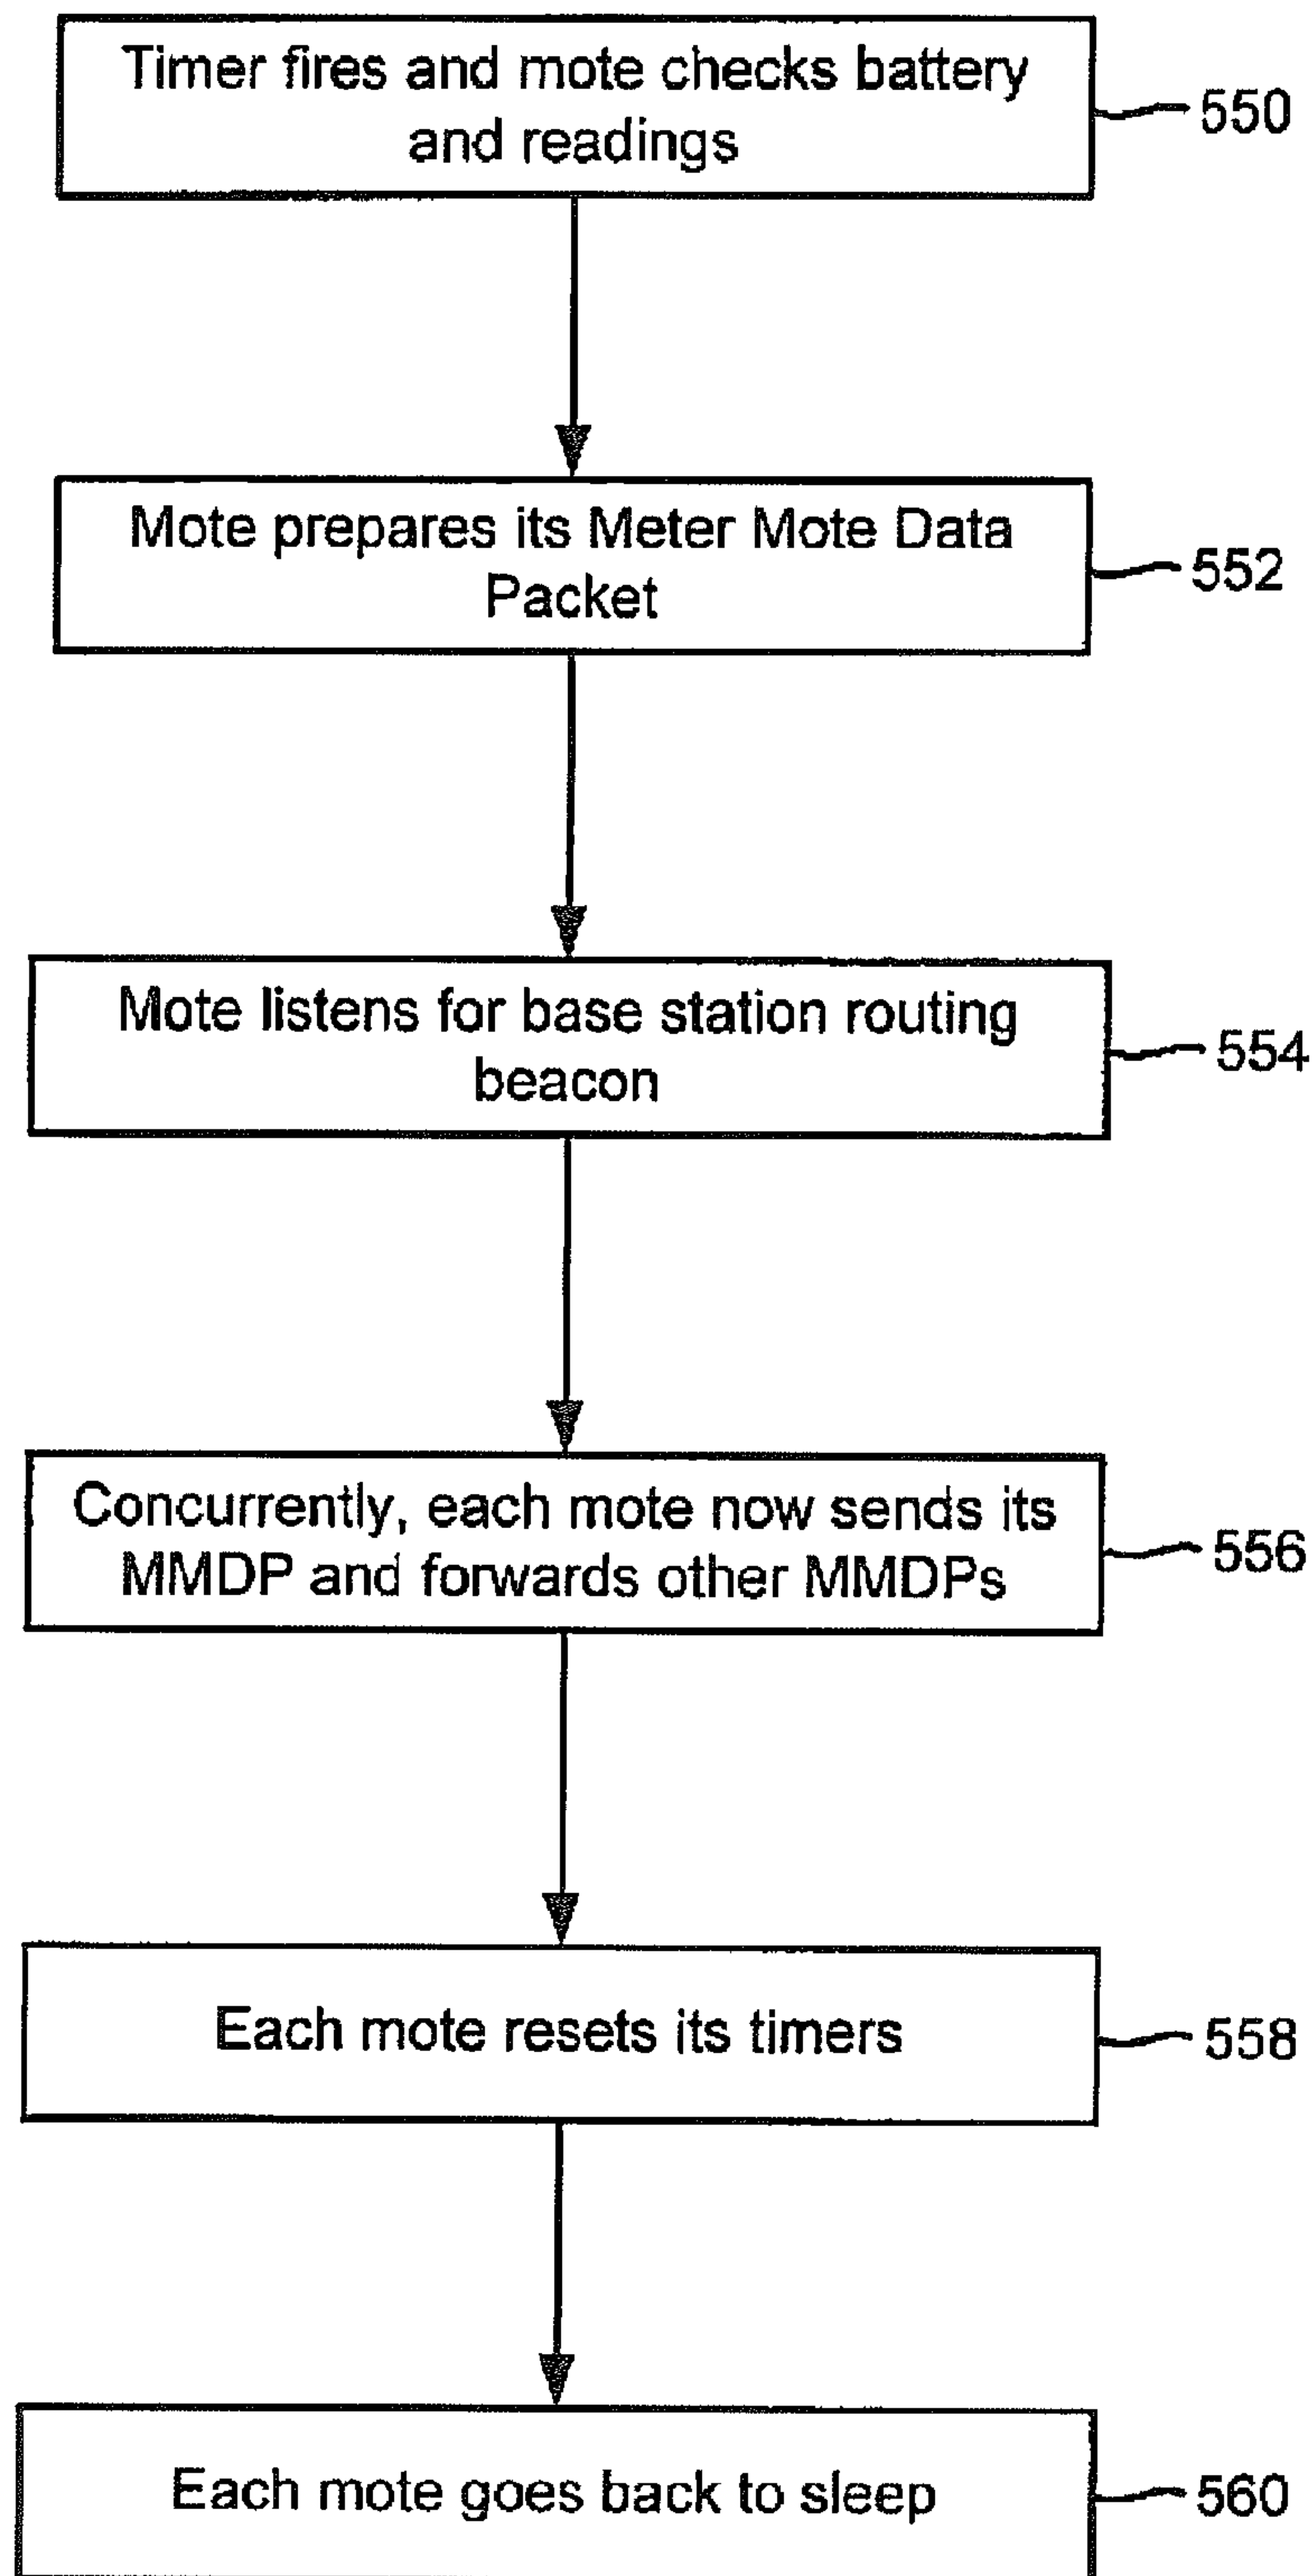 Timer fires and mote checks battery
and readings
550
Mote prepares its Meter Mote Data
Packet
552
Mote listens for base station routing
beacon
554
Concurrently, each mote now sends its
MMDP and forwards other MMDPs
556
Each mote resets its timers
558
Each mote goes back to sleep
560